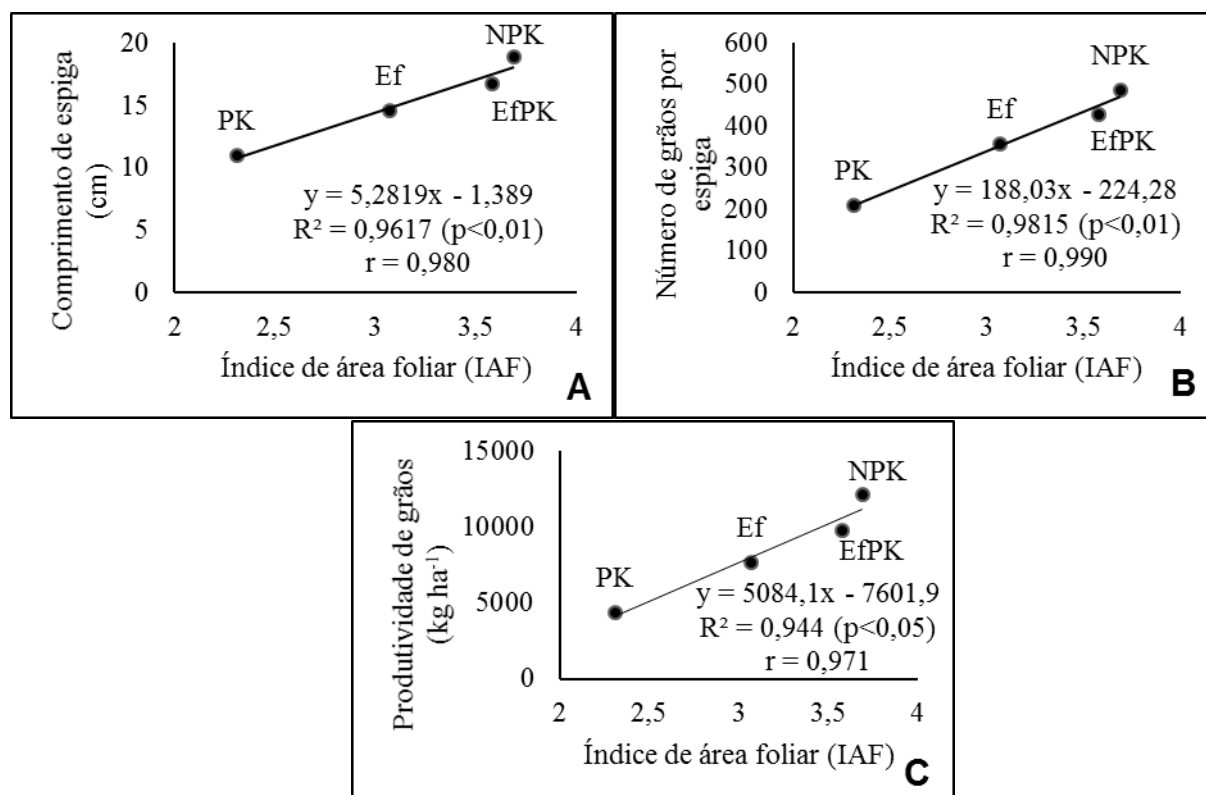 Comprimento de espiga
(cm)
20
15
10
5
0
NPK
Ef
EfPK
PK
y = 5,2819x - 1,389
R² = 0,9617 (p<0,01)
r = 0,980
2 2,5 3 3,5 4
Índice de área foliar (IAF)
A
Número de grãos por
espiga
600
500
400
300
200
100
0
NPK
Ef
EfPK
PK
y = 188,03x - 224,28
R² = 0,9815 (p<0,01)
r = 0,990
2 2,5 3 3,5 4
Índice de área foliar (IAF)
B
Produtividade de grãos
(kg ha⁻¹)
15000
10000
5000
0
NPK
Ef
EfPK
PK
y = 5084,1x - 7601,9
R² = 0,944 (p<0,05)
r = 0,971
2 2,5 3 3,5 4
Índice de área foliar (IAF)
C